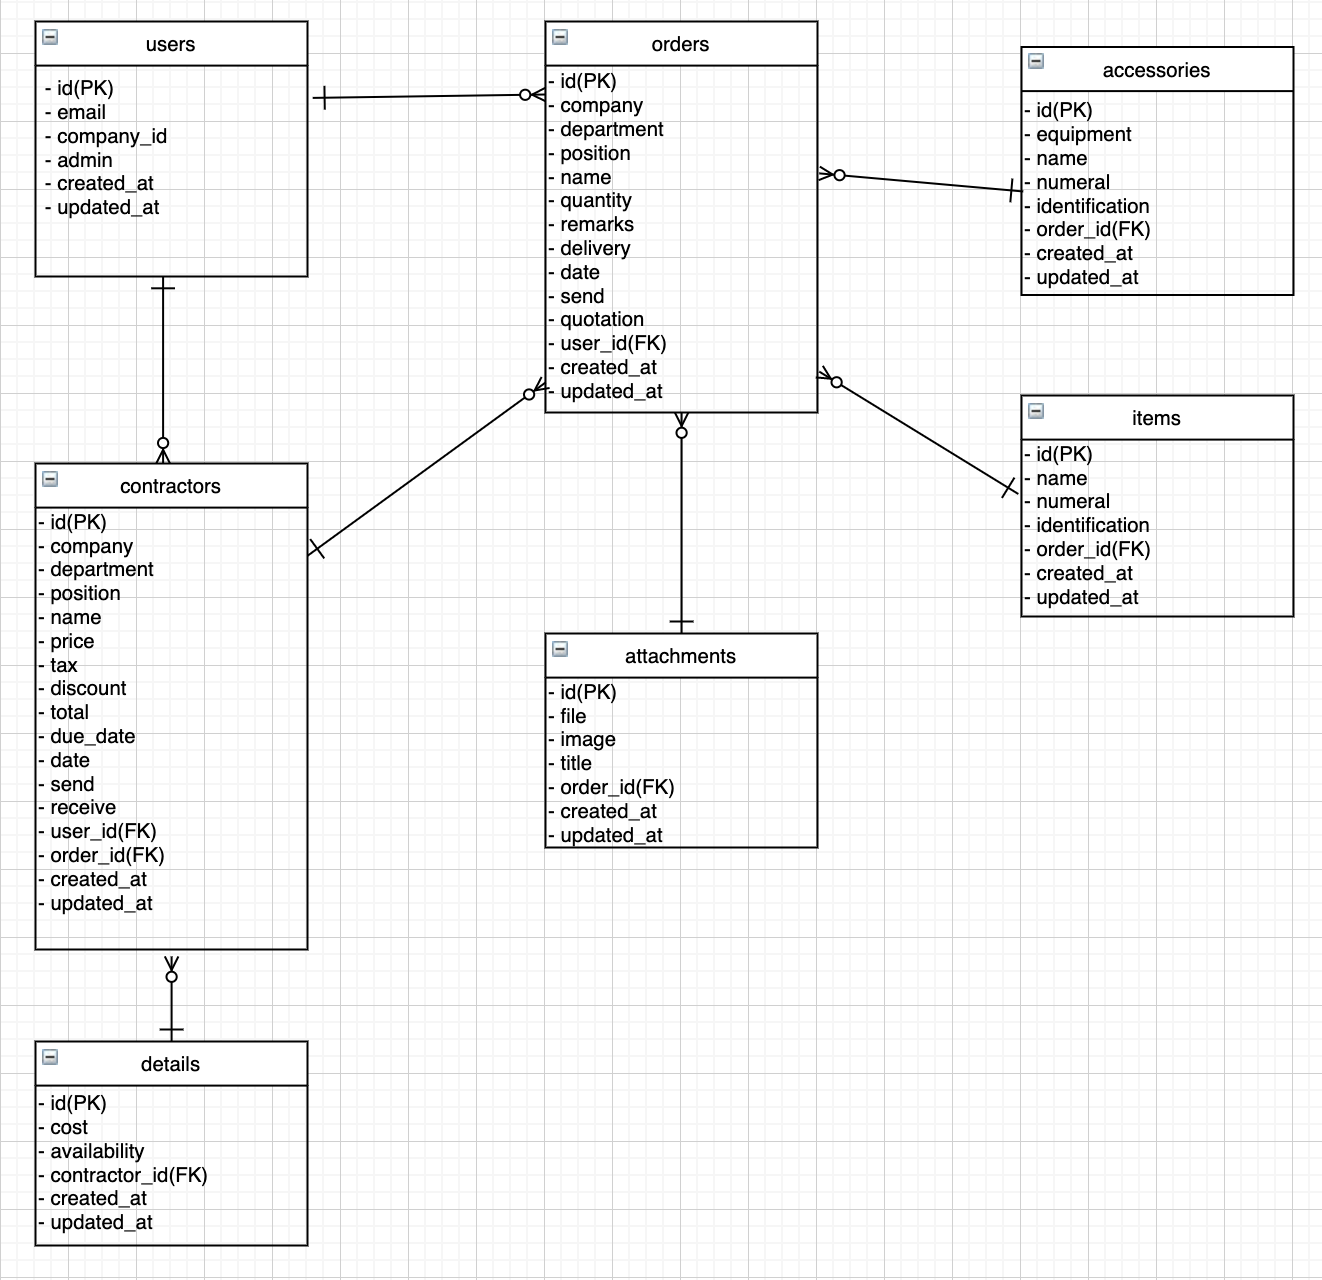 users
- id(PK)
- email
- company_id
- admin
- created_at
- updated_at
orders
- id(PK)
- company
- department
- position
- name
- quantity
- remarks
- delivery
- date
- send
- quotation
- user_id(FK)
- created_at
- updated_at
accessories
- id(PK)
- equipment
- name
- numeral
- identification
- order_id(FK)
- created_at
- updated_at
items
- id(PK)
- name
- numeral
- identification
- order_id(FK)
- created_at
- updated_at
contractors
- id(PK)
- company
- department
- position
- name
- price
- tax
- discount
- total
- due_date
- date
- send
- receive
- user_id(FK)
- order_id(FK)
- created_at
- updated_at
attachments
- id(PK)
- file
- image
- title
- order_id(FK)
- created_at
- updated_at
details
- id(PK)
- cost
- availability
- contractor_id(FK)
- created_at
- updated_at